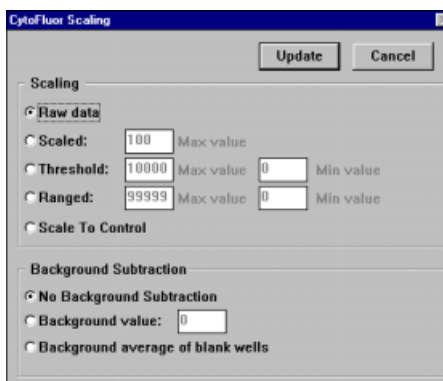 CytoFluor Scaling
Update Cancel
Scaling
Raw data
Scaled: 100 Max value
Threshold: 10000 Max value 0 Min value
Ranged: 99999 Max value 0 Min value
Scale To Control
Background Subtraction
No Background Subtraction
Background value: 0
Background average of blank wells